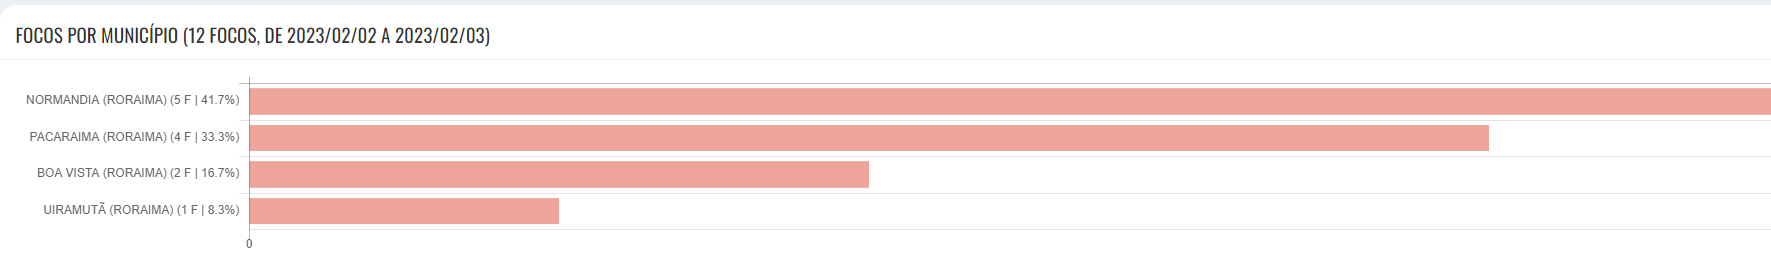 FOCOS POR MUNICÍPIO (12 FOCOS, DE 2023/02/02 A 2023/02/03)
NORMANDIA (RORAIMA) (5 F | 41.7%)
PACARAIMA (RORAIMA) (4 F | 33.3%)
BOA VISTA (RORAIMA) (2 F | 16.7%)
UIRAMUTÃ (RORAIMA) (1 F | 8.3%)
0